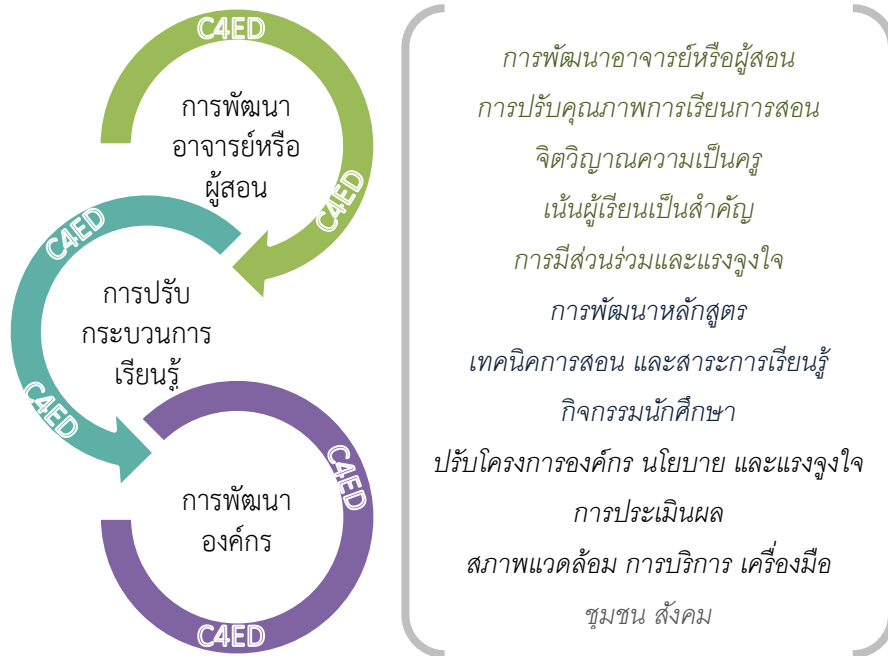 C4ED
การพัฒนา
อาจารย์หรือ
ผู้สอน
C4ED
C4ED
การปรับ
กระบวนการ
เรียนรู้
C4ED
C4ED
การพัฒนา
องค์กร
C4ED
การพัฒนาอาจารย์หรือผู้สอน
การปรับคุณภาพการเรียนการสอน
จิตวิญาณความเป็นครู
เน้นผู้เรียนเป็นสำคัญ
การมีส่วนร่วมและแรงจูงใจ
การพัฒนาหลักสูตร
เทคนิคการสอน และสาระการเรียนรู้
กิจกรรมนักศึกษา
ปรับโครงการองค์กร นโยบาย และแรงจูงใจ
การประเมินผล
สภาพแวดล้อม การบริการ เครื่องมือ
ชุมชน สังคม